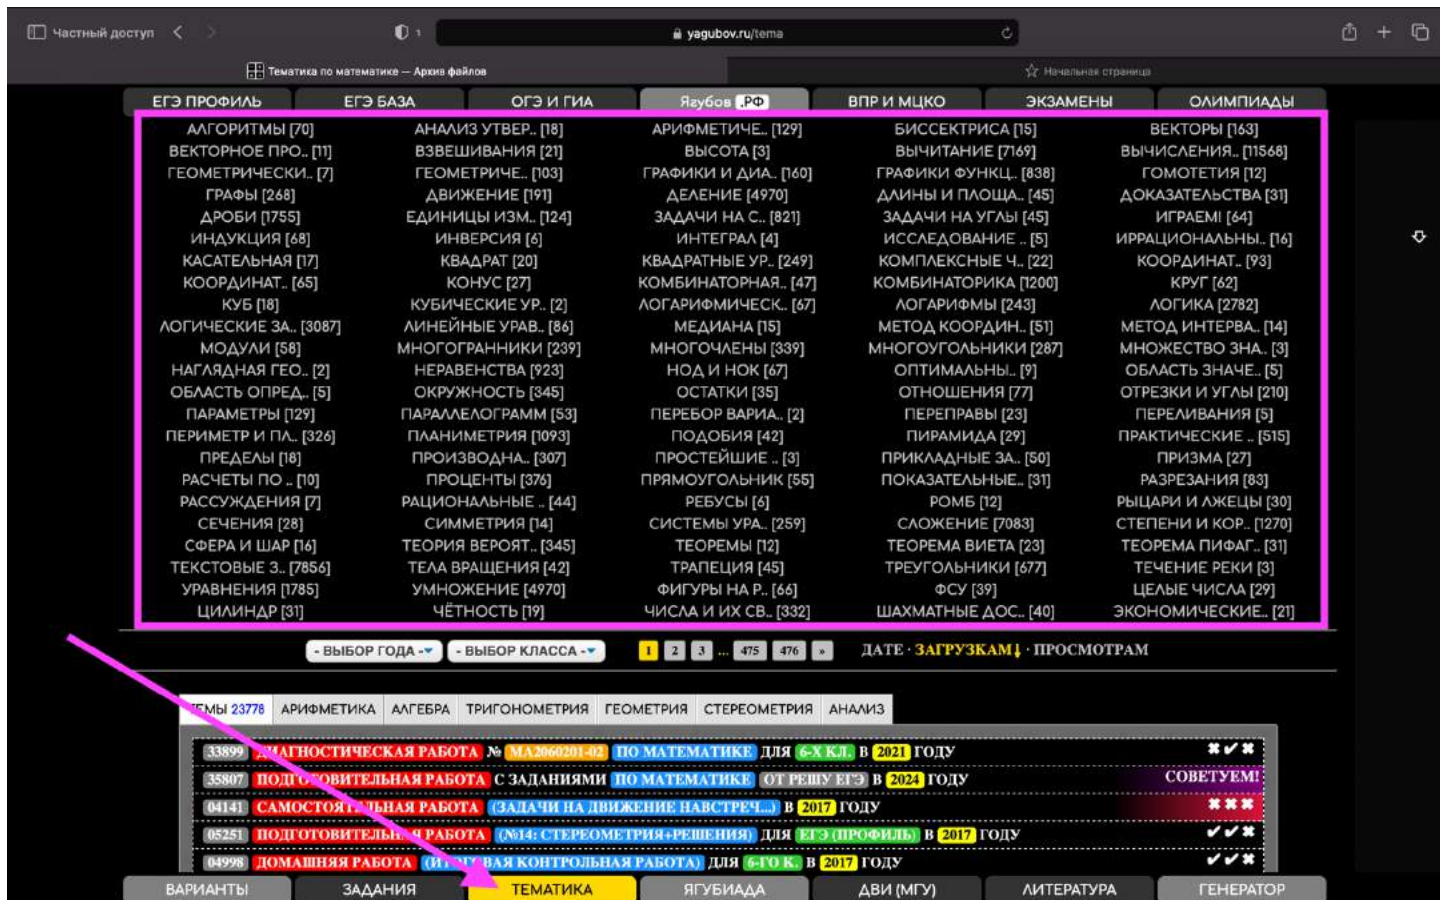 Частный доступ
1
yagubov.ru/tema
Тематика по математике — Архив файлов
Начальная страница
ЕГЭ ПРОФИЛЬ ЕГЭ БАЗА ОГЭ И ГИА Ягубов .РФ ВПР И МЦКО ЭКЗАМЕНЫ ОЛИМПИАДЫ
АЛГОРИТМЫ [70] АНАЛИЗ УТВЕР.. [18] АРИФМЕТИЧЕ.. [129] БИССЕКТРИСА [15] ВЕКТОРЫ [163]
ВЕКТОРНОЕ ПРО.. [11] ВЗВЕШИВАНИЯ [21] ВЫСОТА [3] ВЫЧИТАНИЕ [7169] ВЫЧИСЛЕНИЯ.. [11568]
ГЕОМЕТРИЧЕСКИ.. [7] ГЕОМЕТРИЧЕ.. [103] ГРАФИКИ И ДИА.. [160] ГРАФИКИ ФУНКЦ.. [838] ГОМОТЕТИЯ [12]
ГРАФЫ [268] ДВИЖЕНИЕ [191] ДЕЛЕНИЕ [4970] ДЛИНЫ И ПЛОЩА.. [45] ДОКАЗАТЕЛЬСТВА [31]
ДРОБИ [1755] ЕДИНИЦЫ ИЗМ.. [124] ЗАДАЧИ НА С.. [821] ЗАДАЧИ НА УГЛЫ [45] ИГРАЕМ! [64]
ИНДУКЦИЯ [68] ИНВЕРСИЯ [6] ИНТЕГРАЛ [4] ИССЛЕДОВАНИЕ .. [5] ИРРАЦИОНАЛЬНЫ.. [16]
КАСАТЕЛЬНАЯ [17] КВАДРАТ [20] КВАДРАТНЫЕ УР.. [249] КОМПЛЕКСНЫЕ Ч.. [22] КООРДИНАТ.. [93]
КООРДИНАТ.. [65] КОНУС [27] КОМБИНАТОРНАЯ.. [47] КОМБИНАТОРИКА [1200] КРУГ [62]
КУБ [18] КУБИЧЕСКИЕ УР.. [2] ЛОГАРИФМИЧЕСК.. [67] ЛОГАРИФМЫ [243] ЛОГИКА [2782]
ЛОГИЧЕСКИЕ ЗА.. [3087] ЛИНЕЙНЫЕ УРАВ.. [86] МЕДИАНА [15] МЕТОД КООРДИН.. [51] МЕТОД ИНТЕРВА.. [14]
МОДУЛИ [58] МНОГОГРАННИКИ [239] МНОГОЧЛЕНЫ [339] МНОГОУГОЛЬНИКИ [287] МНОЖЕСТВО ЗНА.. [3]
НАГЛЯДНАЯ ГЕО.. [2] НЕРАВЕНСТВА [923] НОД И НОК [67] ОПТИМАЛЬНЫ.. [9] ОБЛАСТЬ ЗНАЧЕ.. [5]
ОБЛАСТЬ ОПРЕД.. [5] ОКРУЖНОСТЬ [345] ОСТАТКИ [35] ОТНОШЕНИЯ [77] ОТРЕЗКИ И УГЛЫ [210]
ПАРАМЕТРЫ [129] ПАРАЛЛЕЛОГРАММ [53] ПЕРЕБОР ВАРИА.. [2] ПЕРЕПРАВЫ [23] ПЕРЕЛИВАНИЯ [5]
ПЕРИМЕТР И ПЛ.. [326] ПЛАНИМЕТРИЯ [1093] ПОДОБИЯ [42] ПИРАМИДА [29] ПРАКТИЧЕСКИЕ .. [515]
ПРЕДЕЛЫ [18] ПРОИЗВОДНА.. [307] ПРОСТЕЙШИЕ .. [3] ПРИКЛАДНЫЕ ЗА.. [50] ПРИЗМА [27]
РАСЧЕТЫ ПО .. [10] ПРОЦЕНТЫ [376] ПРЯМОУГОЛЬНИК [55] ПОКАЗАТЕЛЬНЫЕ.. [31] РАЗРЕЗАНИЯ [83]
РАССУЖДЕНИЯ [7] РАЦИОНАЛЬНЫЕ .. [44] РЕБУСЫ [6] РОМБ [12] РЫЦАРИ И ЛЖЕЦЫ [30]
СЕЧЕНИЯ [28] СИММЕТРИЯ [14] СИСТЕМЫ УРА.. [259] СЛОЖЕНИЕ [7083] СТЕПЕНИ И КОР.. [1270]
СФЕРА И ШАР [16] ТЕОРИЯ ВЕРОЯТ.. [345] ТЕОРЕМЫ [12] ТЕОРЕМА ВИЕТА [23] ТЕОРЕМА ПИФАГ.. [31]
ТЕКСТОВЫЕ З.. [7856] ТЕЛА ВРАЩЕНИЯ [42] ТРАПЕЦИЯ [45] ТРЕУГОЛЬНИКИ [677] ТЕЧЕНИЕ РЕКИ [3]
УРАВНЕНИЯ [1785] УМНОЖЕНИЕ [4970] ФИГУРЫ НА Р.. [66] ФСУ [39] ЦЕЛЫЕ ЧИСЛА [29]
ЦИЛИНДР [31] ЧЁТНОСТЬ [19] ЧИСЛА И ИХ СВ.. [332] ШАХМАТНЫЕ ДОС.. [40] ЭКОНОМИЧЕСКИЕ.. [21]
- ВЫБОР ГОДА - - ВЫБОР КЛАССА - 1 2 3 ... 475 476 » ДАТЕ · ЗАГРУЗКАМ↓ · ПРОСМОТРАМ
ТЕМЫ 23778 АРИФМЕТИКА АЛГЕБРА ТРИГОНОМЕТРИЯ ГЕОМЕТРИЯ СТЕРЕОМЕТРИЯ АНАЛИЗ
33899 ДИАГНОСТИЧЕСКАЯ РАБОТА № МА2060201-02 ПО МАТЕМАТИКЕ ДЛЯ 6-Х КЛ. В 2021 ГОДУ ✖✔✖
35807 ПОДГОТОВИТЕЛЬНАЯ РАБОТА С ЗАДАНИЯМИ ПО МАТЕМАТИКЕ ОТ РЕШУ ЕГЭ В 2024 ГОДУ СОВЕТУЕМ!
04141 САМОСТОЯТЕЛЬНАЯ РАБОТА (ЗАДАЧИ НА ДВИЖЕНИЕ НАВСТРЕЧ...) В 2017 ГОДУ ✖✖✖
05251 ПОДГОТОВИТЕЛЬНАЯ РАБОТА (№14: СТЕРЕОМЕТРИЯ+РЕШЕНИЯ) ДЛЯ ЕГЭ (ПРОФИЛЬ) В 2017 ГОДУ ✔✔✖
04998 ДОМАШНЯЯ РАБОТА (ИТОГОВАЯ КОНТРОЛЬНАЯ РАБОТА) ДЛЯ 6-ГО К. В 2017 ГОДУ ✔✔✖
ВАРИАНТЫ ЗАДАНИЯ ТЕМАТИКА ЯГУБИАДА ДВИ (МГУ) ЛИТЕРАТУРА ГЕНЕРАТОР